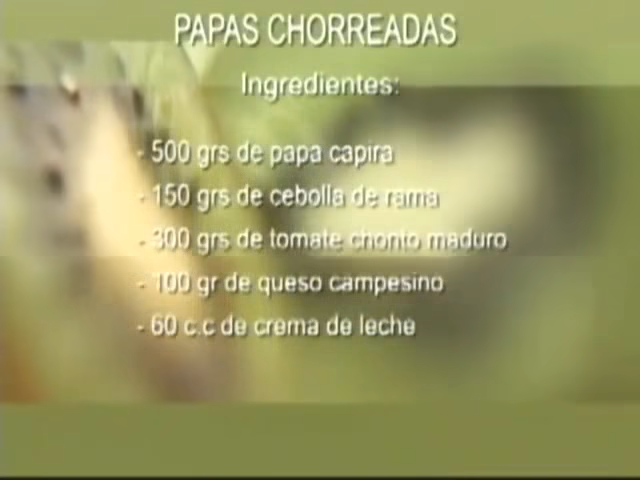 PAPAS CHORREADAS
Ingredientes:
- 500 grs de papa capira
- 150 grs de cebolla de rama
- 300 grs de tomate chonto maduro
- 100 gr de queso campesino
- 60 c.c de crema de leche